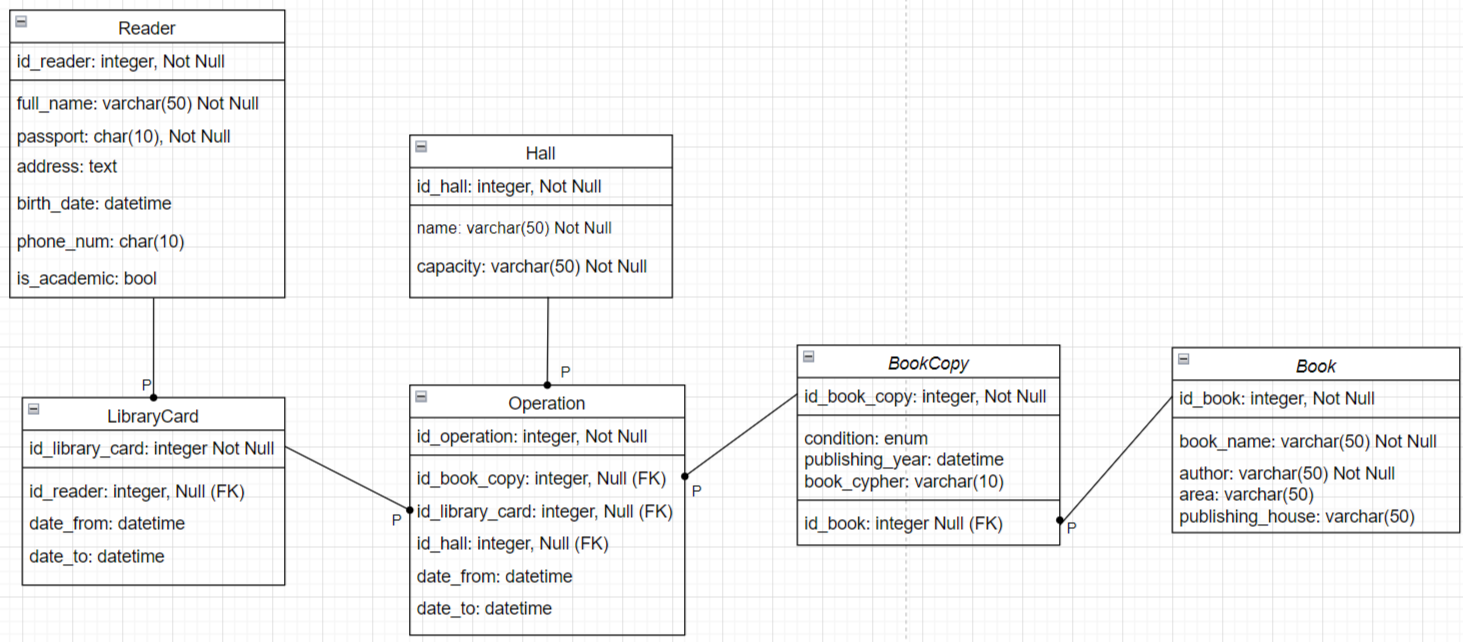 Reader
id_reader: integer, Not Null
full_name: varchar(50) Not Null
passport: char(10), Not Null
address: text
birth_date: datetime
phone_num: char(10)
is_academic: bool
P
Hall
id_hall: integer, Not Null
name: varchar(50) Not Null
capacity: varchar(50) Not Null
P
LibraryCard
id_library_card: integer Not Null
id_reader: integer, Null (FK)
date_from: datetime
date_to: datetime
P
Operation
id_operation: integer, Not Null
id_book_copy: integer, Null (FK)
id_library_card: integer, Null (FK)
id_hall: integer, Null (FK)
date_from: datetime
date_to: datetime
P
BookCopy
id_book_copy: integer, Not Null
condition: enum
publishing_year: datetime
book_cypher: varchar(10)
id_book: integer Null (FK)
P
Book
id_book: integer, Not Null
book_name: varchar(50) Not Null
author: varchar(50) Not Null
area: varchar(50)
publishing_house: varchar(50)